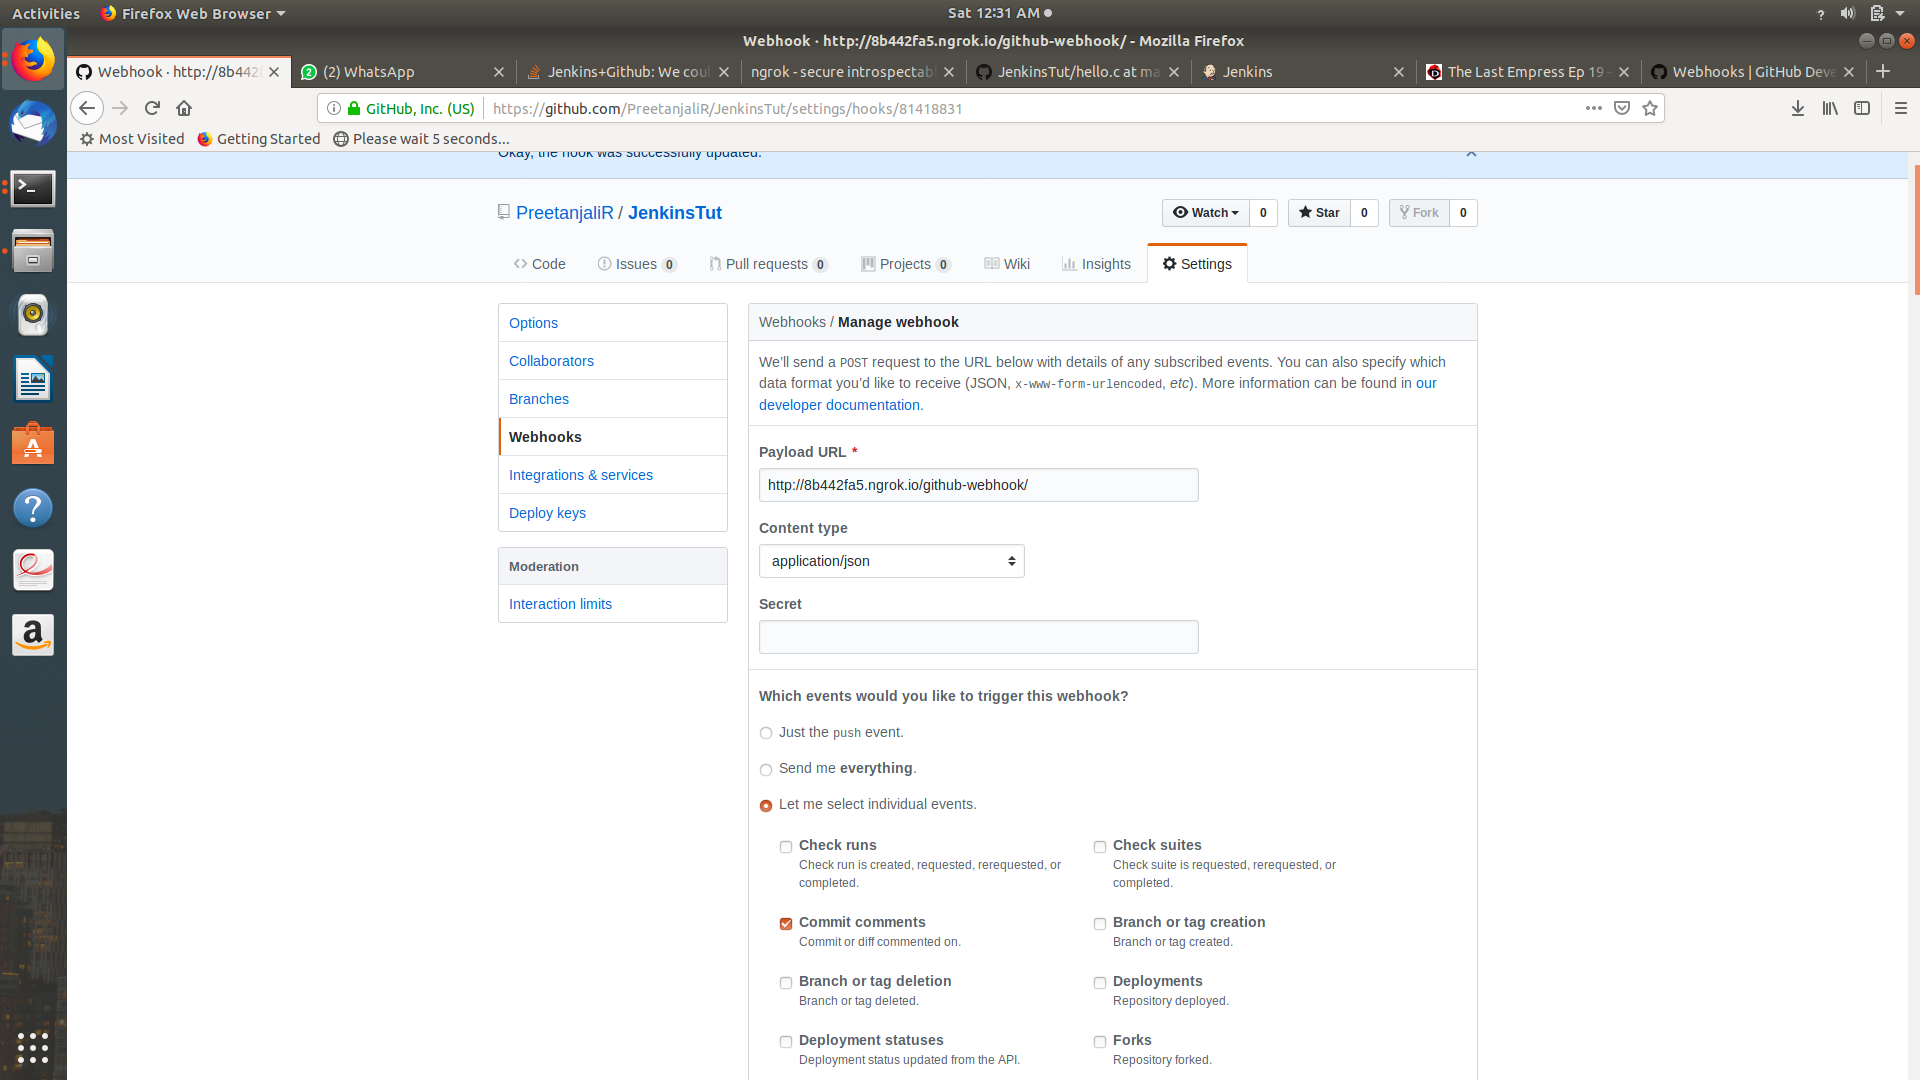 Activities
Firefox Web Browser
Sat 12:31 AM
Webhook · http://8b442fa5.ngrok.io/github-webhook/ - Mozilla Firefox
Webhook · http://8b442f
(2) WhatsApp
Jenkins+Github: We cou
ngrok - secure introspectab
JenkinsTut/hello.c at ma
Jenkins
The Last Empress Ep 19 -
Webhooks | GitHub Deve
GitHub, Inc. (US)
https://github.com/PreetanjaliR/JenkinsTut/settings/hooks/81418831
Most Visited
Getting Started
Please wait 5 seconds...
Okay, the hook was successfully updated.
PreetanjaliR / JenkinsTut
Watch 0
Star 0
Fork 0
Code
Issues 0
Pull requests 0
Projects 0
Wiki
Insights
Settings
Options
Collaborators
Branches
Webhooks
Integrations & services
Deploy keys
Moderation
Interaction limits
Webhooks / Manage webhook
We'll send a POST request to the URL below with details of any subscribed events. You can also specify which
data format you'd like to receive (JSON, x-www-form-urlencoded, etc). More information can be found in our
developer documentation.
Payload URL *
http://8b442fa5.ngrok.io/github-webhook/
Content type
application/json
Secret
Which events would you like to trigger this webhook?
Just the push event.
Send me everything.
Let me select individual events.
Check runs
Check run is created, requested, rerequested, or
completed.
Check suites
Check suite is requested, rerequested, or
completed.
Commit comments
Commit or diff commented on.
Branch or tag creation
Branch or tag created.
Branch or tag deletion
Branch or tag deleted.
Deployments
Repository deployed.
Deployment statuses
Deployment status updated from the API.
Forks
Repository forked.